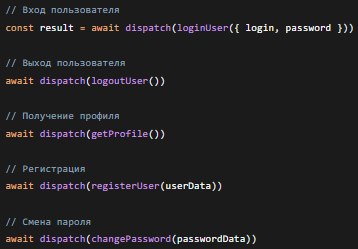 // Вход пользователя
const result = await dispatch(loginUser({ login, password }))
// Выход пользователя
await dispatch(logoutUser())
// Получение профиля
await dispatch(getProfile())
// Регистрация
await dispatch(registerUser(userData))
// Смена пароля
await dispatch(changePassword(passwordData))